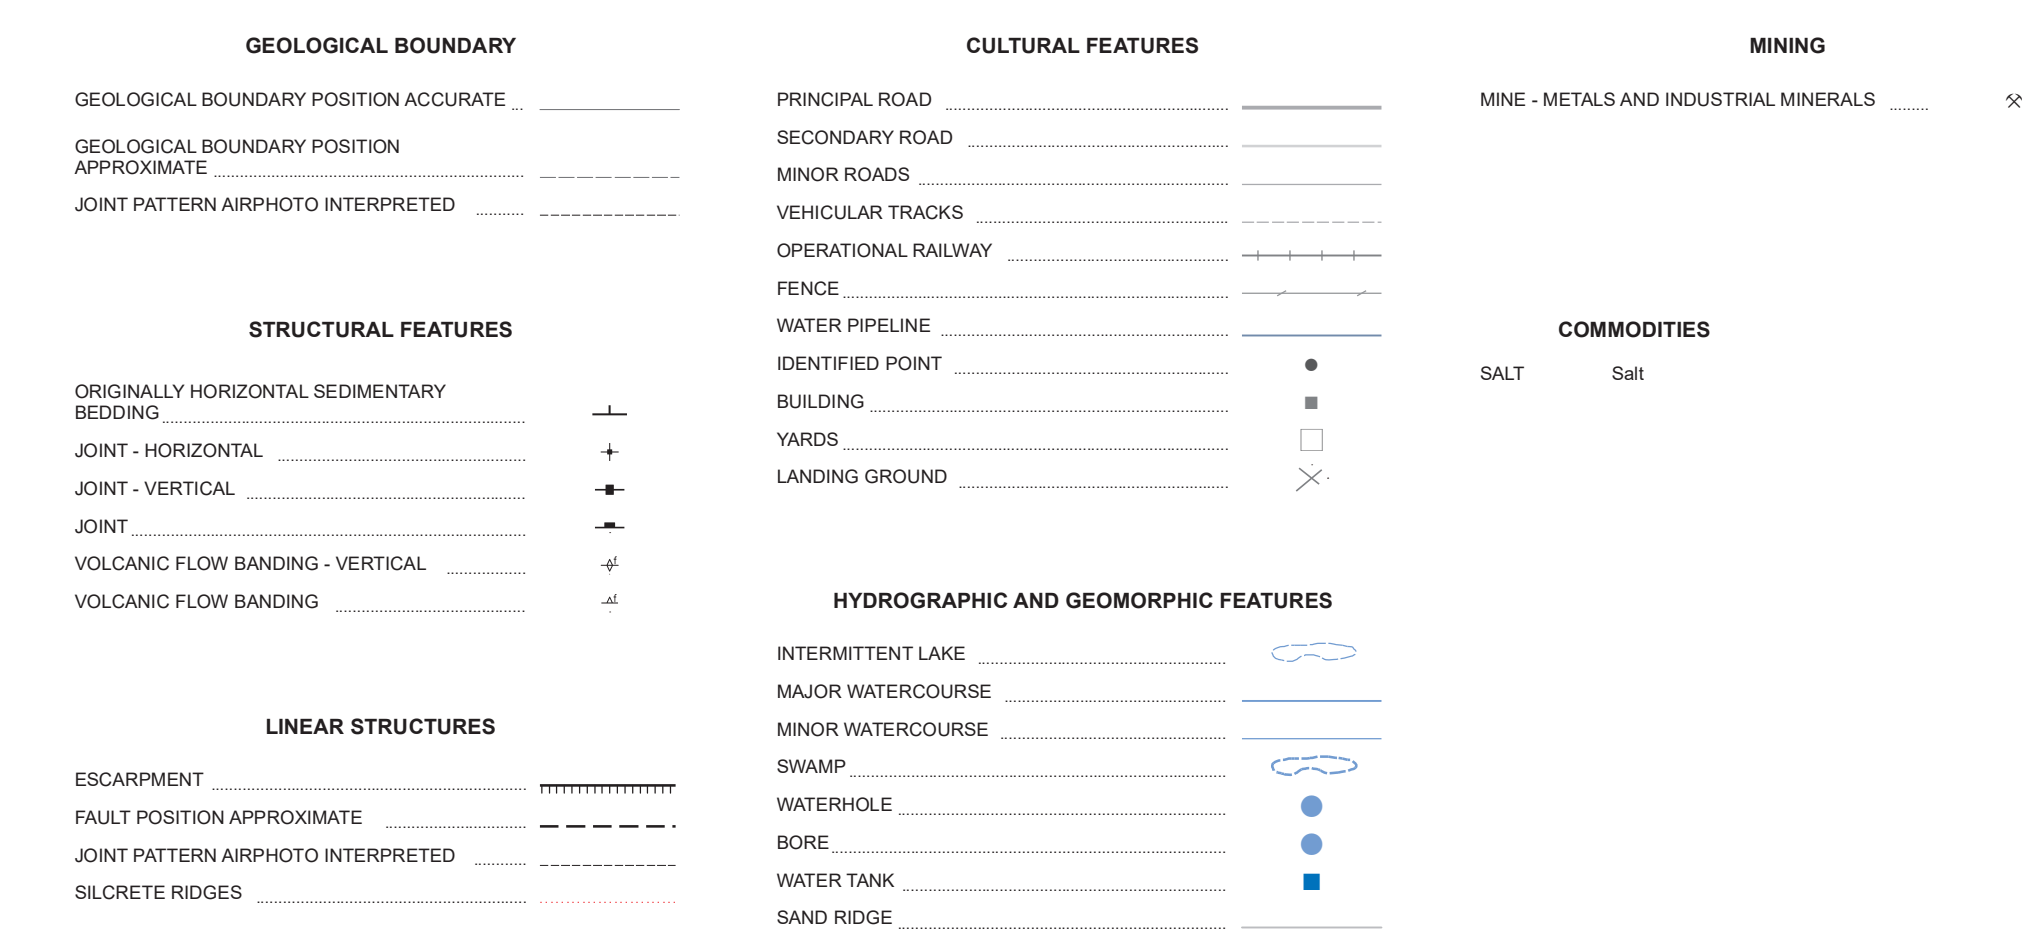 GEOLOGICAL BOUNDARY
GEOLOGICAL BOUNDARY POSITION ACCURATE
GEOLOGICAL BOUNDARY POSITION
APPROXIMATE
JOINT PATTERN AIRPHOTO INTERPRETED
STRUCTURAL FEATURES
ORIGINALLY HORIZONTAL SEDIMENTARY
BEDDING
JOINT - HORIZONTAL
JOINT - VERTICAL
JOINT
VOLCANIC FLOW BANDING - VERTICAL f
VOLCANIC FLOW BANDING f
LINEAR STRUCTURES
ESCARPMENT
FAULT POSITION APPROXIMATE
JOINT PATTERN AIRPHOTO INTERPRETED
SILCRETE RIDGES
CULTURAL FEATURES
PRINCIPAL ROAD
SECONDARY ROAD
MINOR ROADS
VEHICULAR TRACKS
OPERATIONAL RAILWAY
FENCE
WATER PIPELINE
IDENTIFIED POINT
BUILDING
YARDS
LANDING GROUND
HYDROGRAPHIC AND GEOMORPHIC FEATURES
INTERMITTENT LAKE
MAJOR WATERCOURSE
MINOR WATERCOURSE
SWAMP
WATERHOLE
BORE
WATER TANK
SAND RIDGE
MINING
MINE - METALS AND INDUSTRIAL MINERALS
COMMODITIES
SALT Salt